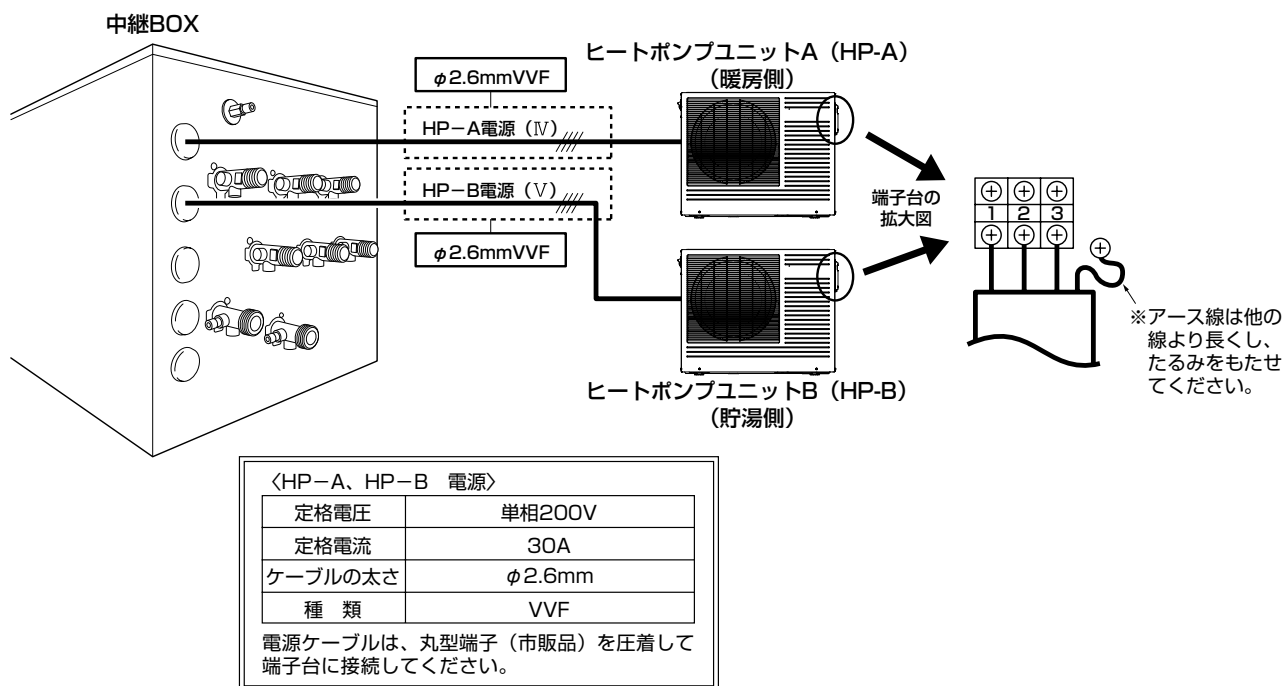 中継BOX
φ2.6mmVVF
HP－A電源（Ⅳ）
HP－B電源（Ⅴ）
φ2.6mmVVF
ヒートポンプユニットA（HP-A）
（暖房側）
ヒートポンプユニットB（HP-B）
（貯湯側）
端子台の
拡大図
1 2 3
※アース線は他の
線より長くし、
たるみをもたせ
てください。
〈HP－A、HP－B　電源〉
定格電圧 単相200V
定格電流 30A
ケーブルの太さ φ2.6mm
種　類 VVF
電源ケーブルは、丸型端子（市販品）を圧着して
端子台に接続してください。